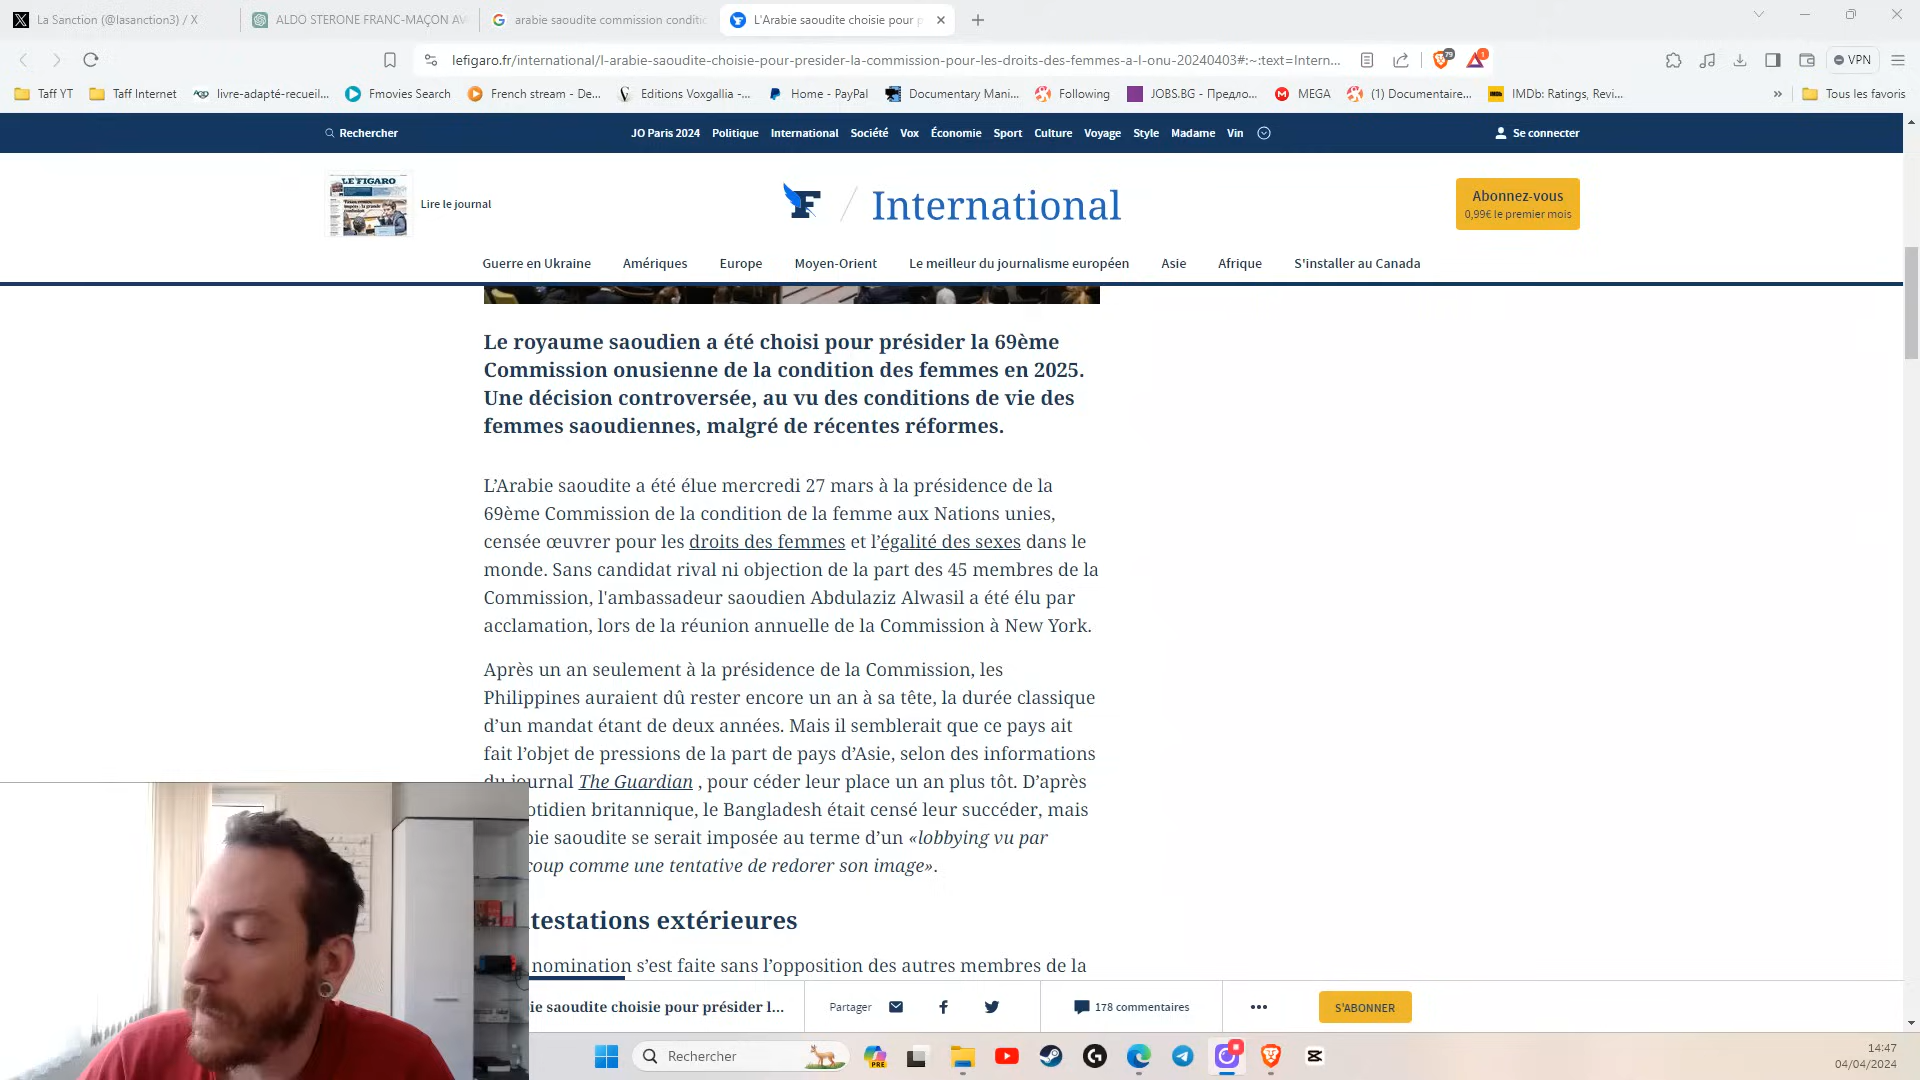 La Sanction (@lasanction3) / X
ALDO STERONE FRANC-MAÇON AV
arabie saoudite commission conditi
L'Arabie saoudite choisie pour p
lefigaro.fr/international/l-arabie-saoudite-choisie-pour-presider-la-commission-pour-les-droits-des-femmes-a-l-onu-20240403#:~:text=Intern...
79
1
VPN
Taff YT
Taff Internet
livre-adapté-recueil...
Fmovies Search
French stream - De...
Editions Voxgallia -...
Home - PayPal
Documentary Mani...
Following
JOBS.BG - Предло...
MEGA
(1) Documentaire...
IMDb: Ratings, Revi...
»
Tous les favoris
Rechercher
JO Paris 2024
Politique
International
Société
Vox
Économie
Sport
Culture
Voyage
Style
Madame
Vin
Se connecter
LE FIGARO
Lire le journal
F / International
Abonnez-vous
0,99€ le premier mois
Guerre en Ukraine
Amériques
Europe
Moyen-Orient
Le meilleur du journalisme européen
Asie
Afrique
S'installer au Canada
Le royaume saoudien a été choisi pour présider la 69ème
Commission onusienne de la condition des femmes en 2025.
Une décision controversée, au vu des conditions de vie des
femmes saoudiennes, malgré de récentes réformes.
L'Arabie saoudite a été élue mercredi 27 mars à la présidence de la
69ème Commission de la condition de la femme aux Nations unies,
censée œuvrer pour les droits des femmes et l'égalité des sexes dans le
monde. Sans candidat rival ni objection de la part des 45 membres de la
Commission, l'ambassadeur saoudien Abdulaziz Alwasil a été élu par
acclamation, lors de la réunion annuelle de la Commission à New York.
Après un an seulement à la présidence de la Commission, les
Philippines auraient dû rester encore un an à sa tête, la durée classique
d'un mandat étant de deux années. Mais il semblerait que ce pays ait
fait l'objet de pressions de la part de pays d'Asie, selon des informations
du journal The Guardian , pour céder leur place un an plus tôt. D'après
otidien britannique, le Bangladesh était censé leur succéder, mais
bie saoudite se serait imposée au terme d'un «lobbying vu par
coup comme une tentative de redorer son image».
testations extérieures
nomination s'est faite sans l'opposition des autres membres de la
ie saoudite choisie pour présider l...
Partager
178 commentaires
S'ABONNER
Rechercher
PRE
14:47
04/04/2024